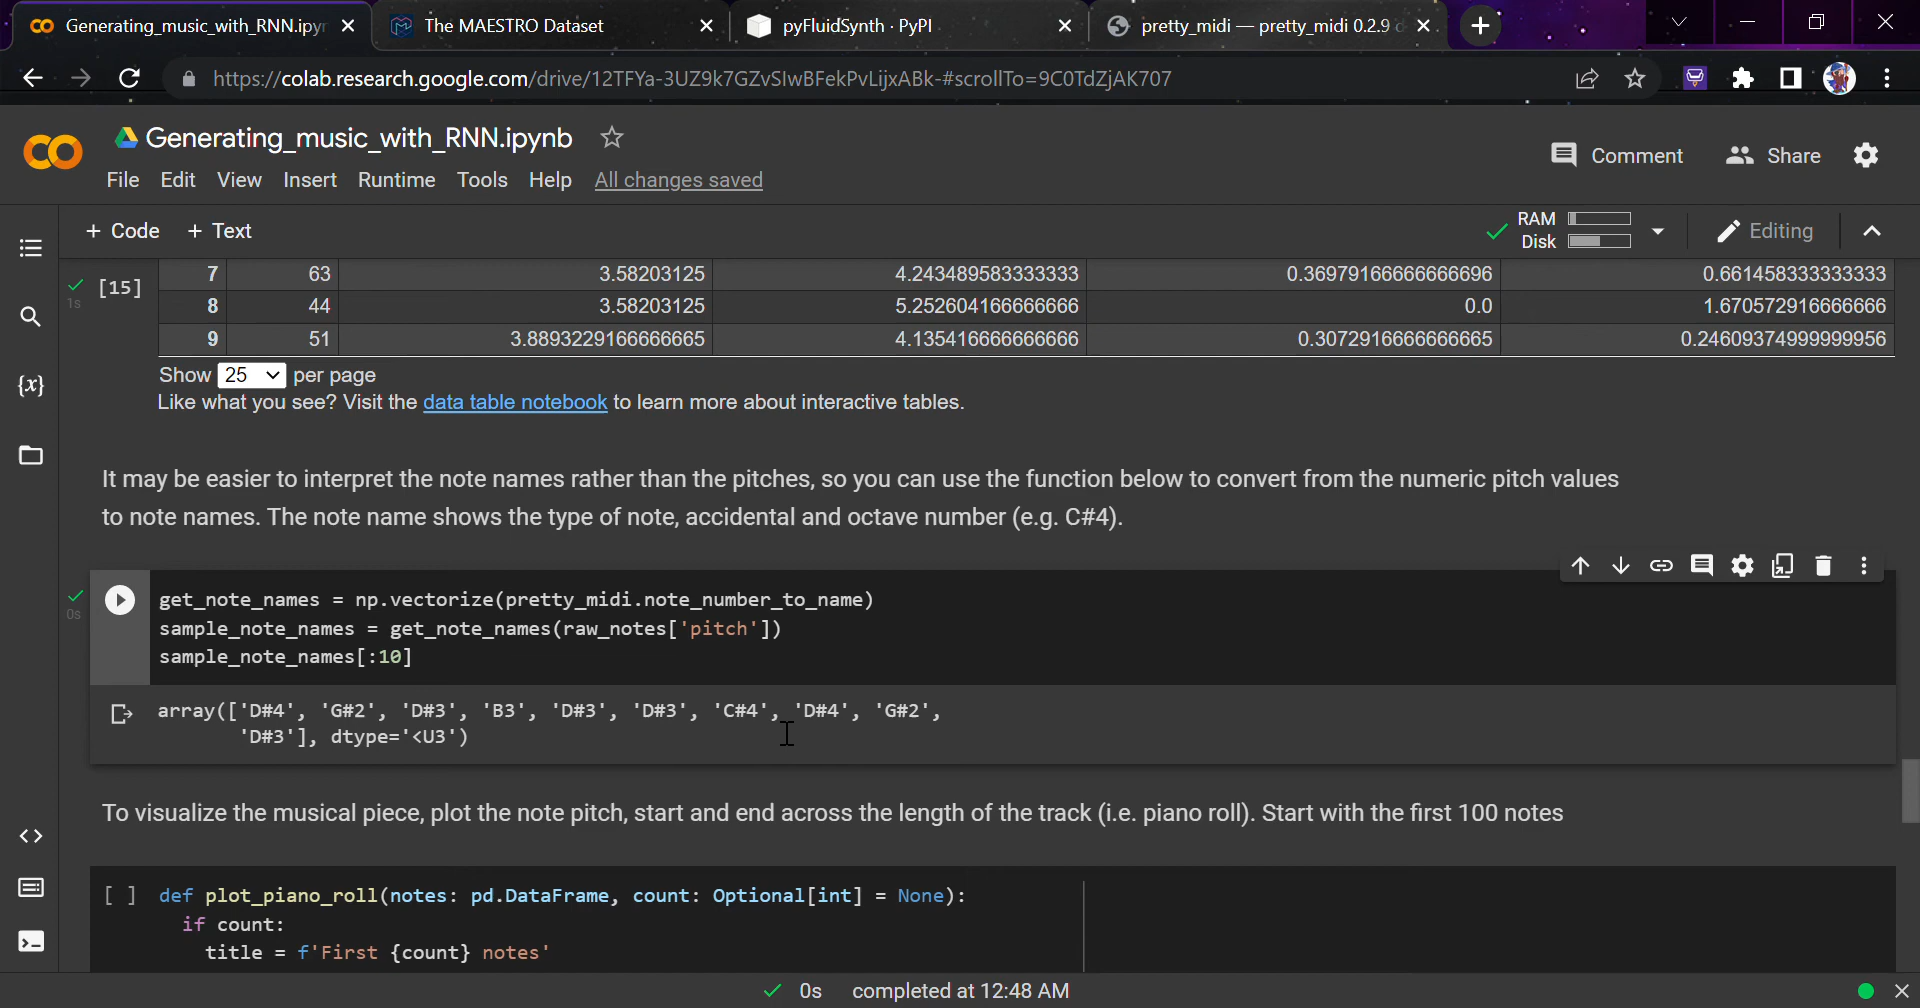 Generating_music_with_RNN.ipyr
The MAESTRO Dataset
pyFluidSynth · PyPI
pretty_midi — pretty_midi 0.2.9 d
https://colab.research.google.com/drive/12TFYa-3UZ9k7GZvSlwBFekPvLijxABk-#scrollTo=9C0TdZjAK707
CO Generating_music_with_RNN.ipynb
Comment Share
File Edit View Insert Runtime Tools Help All changes saved
+ Code + Text
RAM
Disk
Editing
[15]
1s
7 63 3.58203125 4.243489583333333 0.36979166666666696 0.661458333333333
8 44 3.58203125 5.252604166666666 0.0 1.670572916666666
9 51 3.8893229166666665 4.135416666666666 0.3072916666666665 0.24609374999999956
Show 25 per page
Like what you see? Visit the data table notebook to learn more about interactive tables.
It may be easier to interpret the note names rather than the pitches, so you can use the function below to convert from the numeric pitch values
to note names. The note name shows the type of note, accidental and octave number (e.g. C#4).
0s
get_note_names = np.vectorize(pretty_midi.note_number_to_name)
sample_note_names = get_note_names(raw_notes['pitch'])
sample_note_names[:10]
array(['D#4', 'G#2', 'D#3', 'B3', 'D#3', 'D#3', 'C#4', 'D#4', 'G#2',
'D#3'], dtype='<U3')
To visualize the musical piece, plot the note pitch, start and end across the length of the track (i.e. piano roll). Start with the first 100 notes
[ ] def plot_piano_roll(notes: pd.DataFrame, count: Optional[int] = None):
if count:
title = f'First {count} notes'
0s completed at 12:48 AM